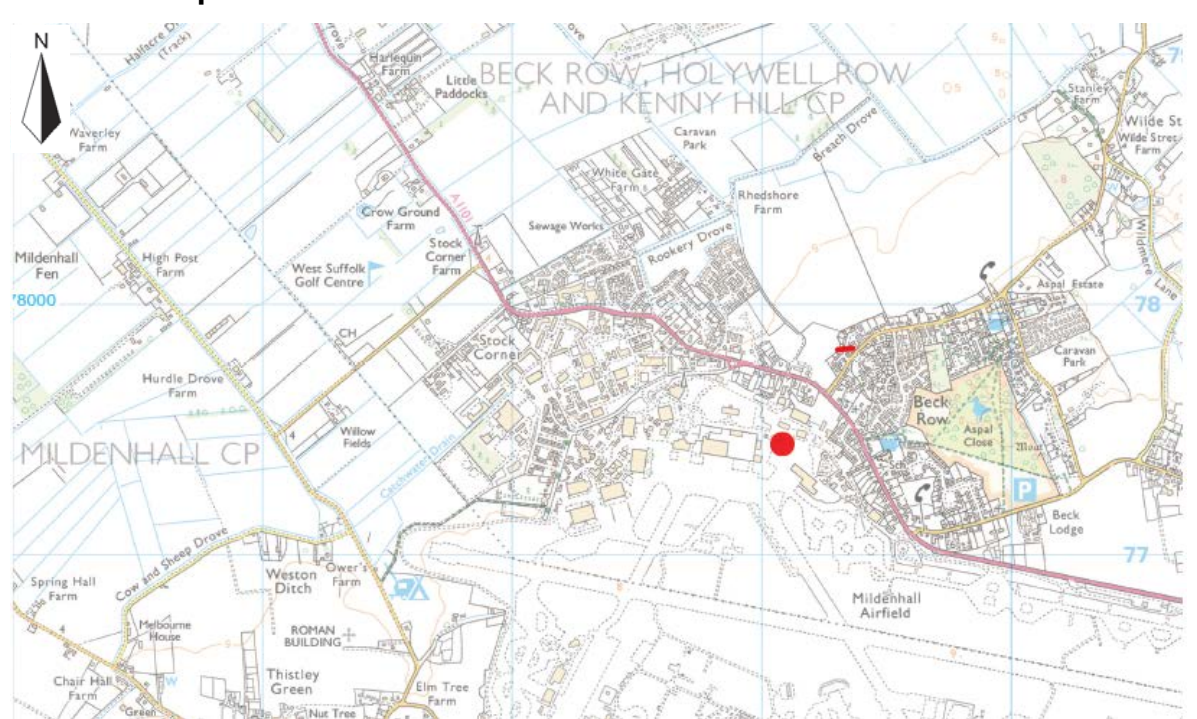 N
Halfacre D
(Track)
rove
Harlequin
Farm
Little
Paddocks
ove
BECK ROW, HOLYWELL ROW
AND KENNY HILL CP
Stanley
Farm
Wilde St
Wilde Street
Farm
Waverley
Farm
Caravan
Park
Breach Drove
White Gate
Farm
Rhedshore
Farm
A1101
Crow Ground
Farm
Sewage Works
Rookery Drove
Stock
Corner
Farm
Wildmere
Lane
Mildenhall
Fen
High Post
Farm
West Suffolk
Golf Centre
Aspal Estate
78000
78
CH
Stock
Corner
Caravan
Park
Hurdle Drove
Farm
Beck
Row
Aspal
Close
Moat
4
Willow
Fields
MILDENHALL CP
Catchwater Drain
P
Beck
Lodge
Cow and Sheep Drove
77
Spring Hall
Farm
Weston
Ditch
Ower's
Farm
Mildenhall
Airfield
4
Melbourne
House
ROMAN
BUILDING
W
Thistley
Green
Chair Hall
Farm
Elm Tree
Farm
Green
Nut Tree